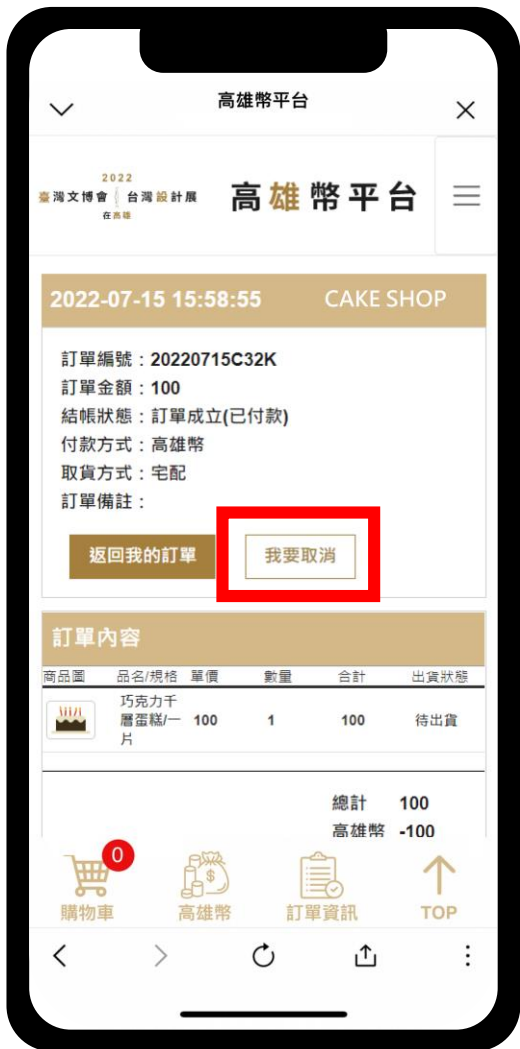 高雄幣平台
2022
臺灣文博會 台灣設計展
在高雄
高雄幣平台
2022-07-15 15:58:55 CAKE SHOP
訂單編號：20220715C32K
訂單金額：100
結帳狀態：訂單成立(已付款)
付款方式：高雄幣
取貨方式：宅配
訂單備註：
返回我的訂單 我要取消
訂單內容
商品圖 品名/規格 單價 數量 合計 出貨狀態
巧克力千
層蛋糕/一 100 1 100 待出貨
片
總計 100
高雄幣 -100
0
購物車 高雄幣 訂單資訊 TOP